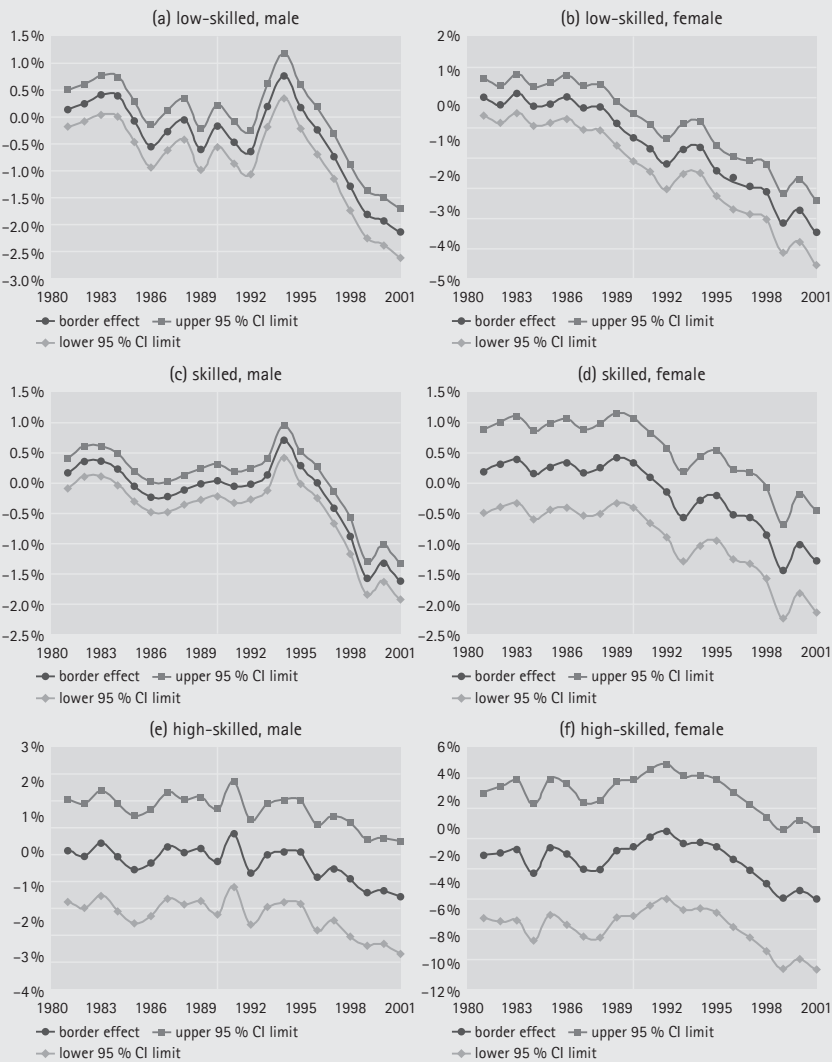 (a) low-skilled, male
1.5%
1.0%
0.5%
0.0%
−0.5%
−1.0%
−1.5%
−2.0%
−2.5%
−3.0%
1980 1983 1986 1989 1992 1995 1998 2001
border effect upper 95 % CI limit
lower 95 % CI limit
(b) low-skilled, female
2%
1%
0%
−1%
−2%
−3%
−4%
−5%
1980 1983 1986 1989 1992 1995 1998 2001
border effect upper 95 % CI limit
lower 95 % CI limit
(c) skilled, male
1.5%
1.0%
0.5%
0.0%
−0.5%
−1.0%
−1.5%
−2.0%
−2.5%
1980 1983 1986 1989 1992 1995 1998 2001
border effect upper 95 % CI limit
lower 95 % CI limit
(d) skilled, female
1.5%
1.0%
0.5%
0.0%
−0.5%
−1.0%
−1.5%
−2.0%
−2.5%
1980 1983 1986 1989 1992 1995 1998 2001
border effect upper 95 % CI limit
lower 95 % CI limit
(e) high-skilled, male
3%
2%
1%
0%
−1%
−2%
−3%
−4%
1980 1983 1986 1989 1992 1995 1998 2001
border effect upper 95 % CI limit
lower 95 % CI limit
(f) high-skilled, female
6%
4%
2%
0%
−2%
−4%
−6%
−8%
−10%
−12%
1980 1983 1986 1989 1992 1995 1998 2001
border effect upper 95 % CI limit
lower 95 % CI limit